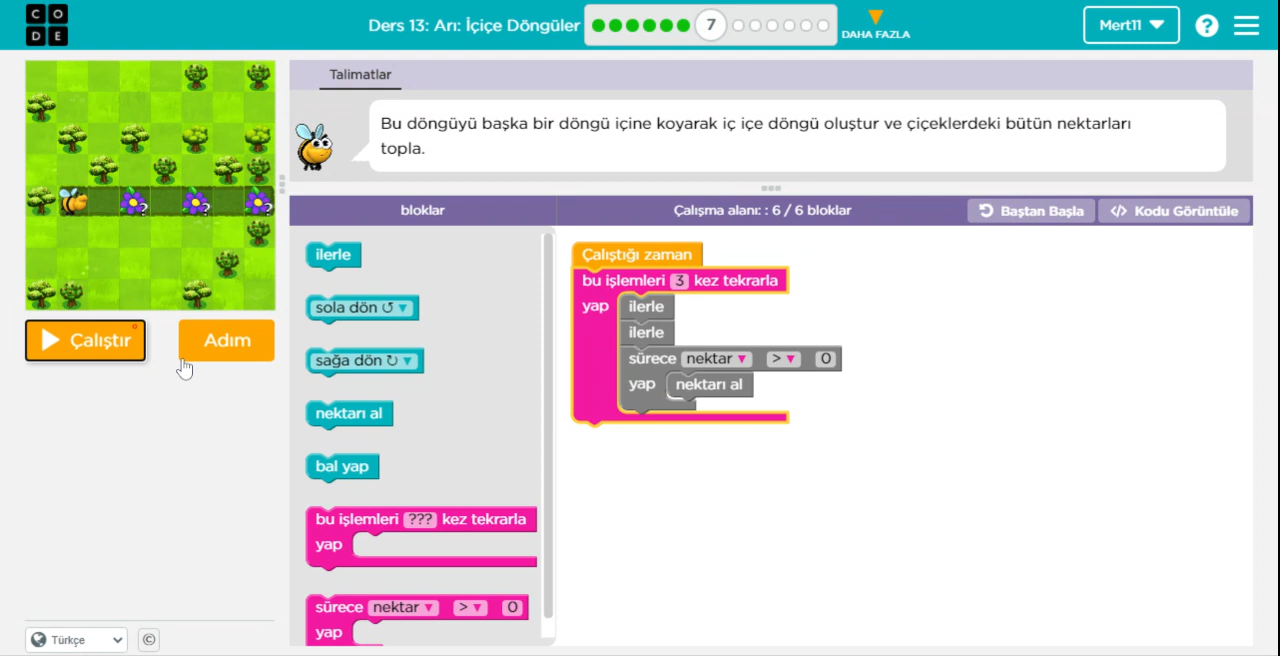 C O
D E
Ders 13: Arı: İçiçe Döngüler
7
DAHA FAZLA
Mert11
?
Talimatlar
Bu döngüyü başka bir döngü içine koyarak iç içe döngü oluştur ve çiçeklerdeki bütün nektarları
topla.
? ? ?
bloklar
Çalışma alanı: : 6 / 6 bloklar
Baştan Başla
</> Kodu Görüntüle
ilerle
sola dön ↺ ▼
sağa dön ↻ ▼
nektarı al
bal yap
bu işlemleri ??? kez tekrarla
yap
sürece nektar ▼ > ▼ 0
yap
Çalıştığı zaman
bu işlemleri 3 kez tekrarla
yap ilerle
ilerle
sürece nektar ▼ > ▼ 0
yap nektarı al
Çalıştır
Adım
Türkçe
©